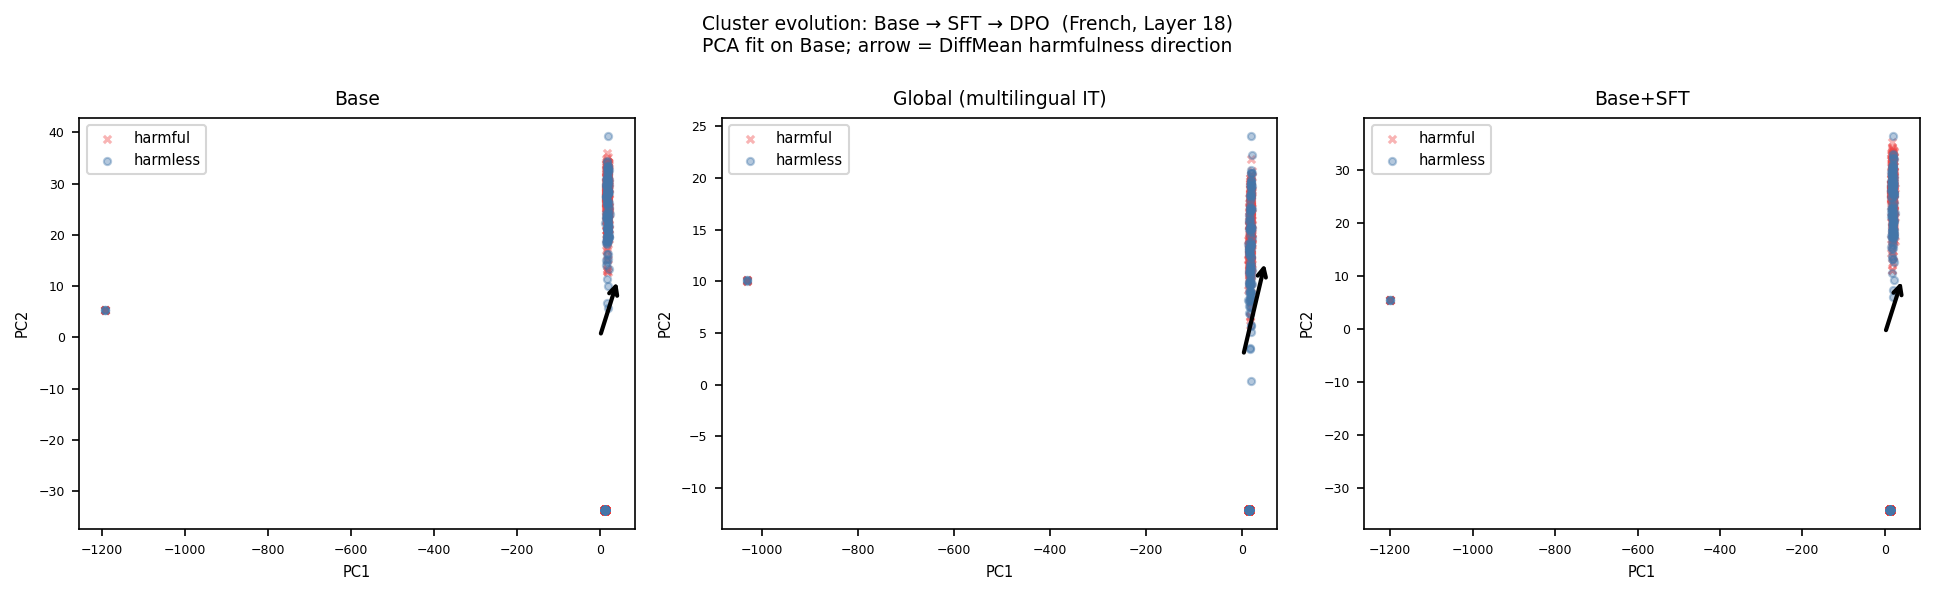 Cluster evolution: Base → SFT → DPO  (French, Layer 18)
PCA fit on Base; arrow = DiffMean harmfulness direction
Base
harmful
harmless
40
30
20
10
0
−10
−20
−30
PC2
−1200
−1000
−800
−600
−400
−200
0
PC1
Global (multilingual IT)
harmful
harmless
25
20
15
10
5
0
−5
−10
PC2
−1000
−800
−600
−400
−200
0
PC1
Base+SFT
harmful
harmless
30
20
10
0
−10
−20
−30
PC2
−1200
−1000
−800
−600
−400
−200
0
PC1